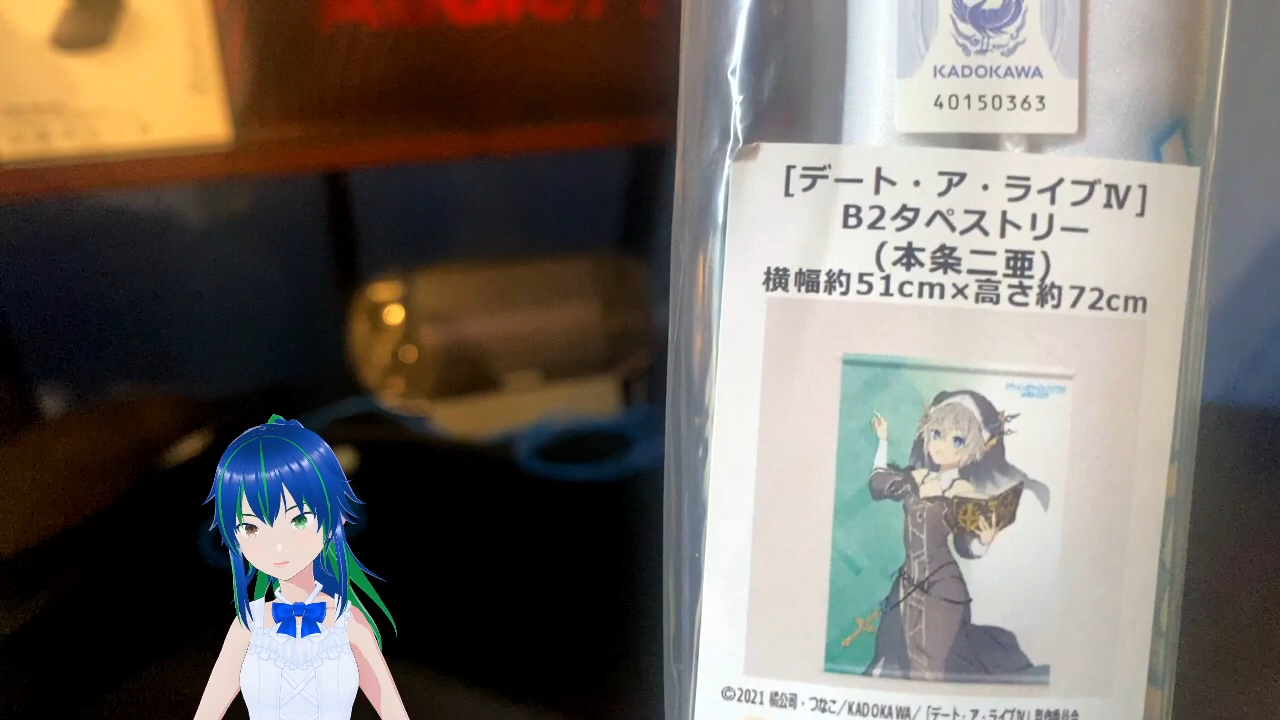 KADOKAWA
40150363
[デート・ア・ライブⅣ]
B2タペストリー
(本条二亜)
横幅約51cm×高さ約72cm
©2021 橘公司・つなこ/KADOKAWA/「デート・ア・ライブⅣ」製作委員会